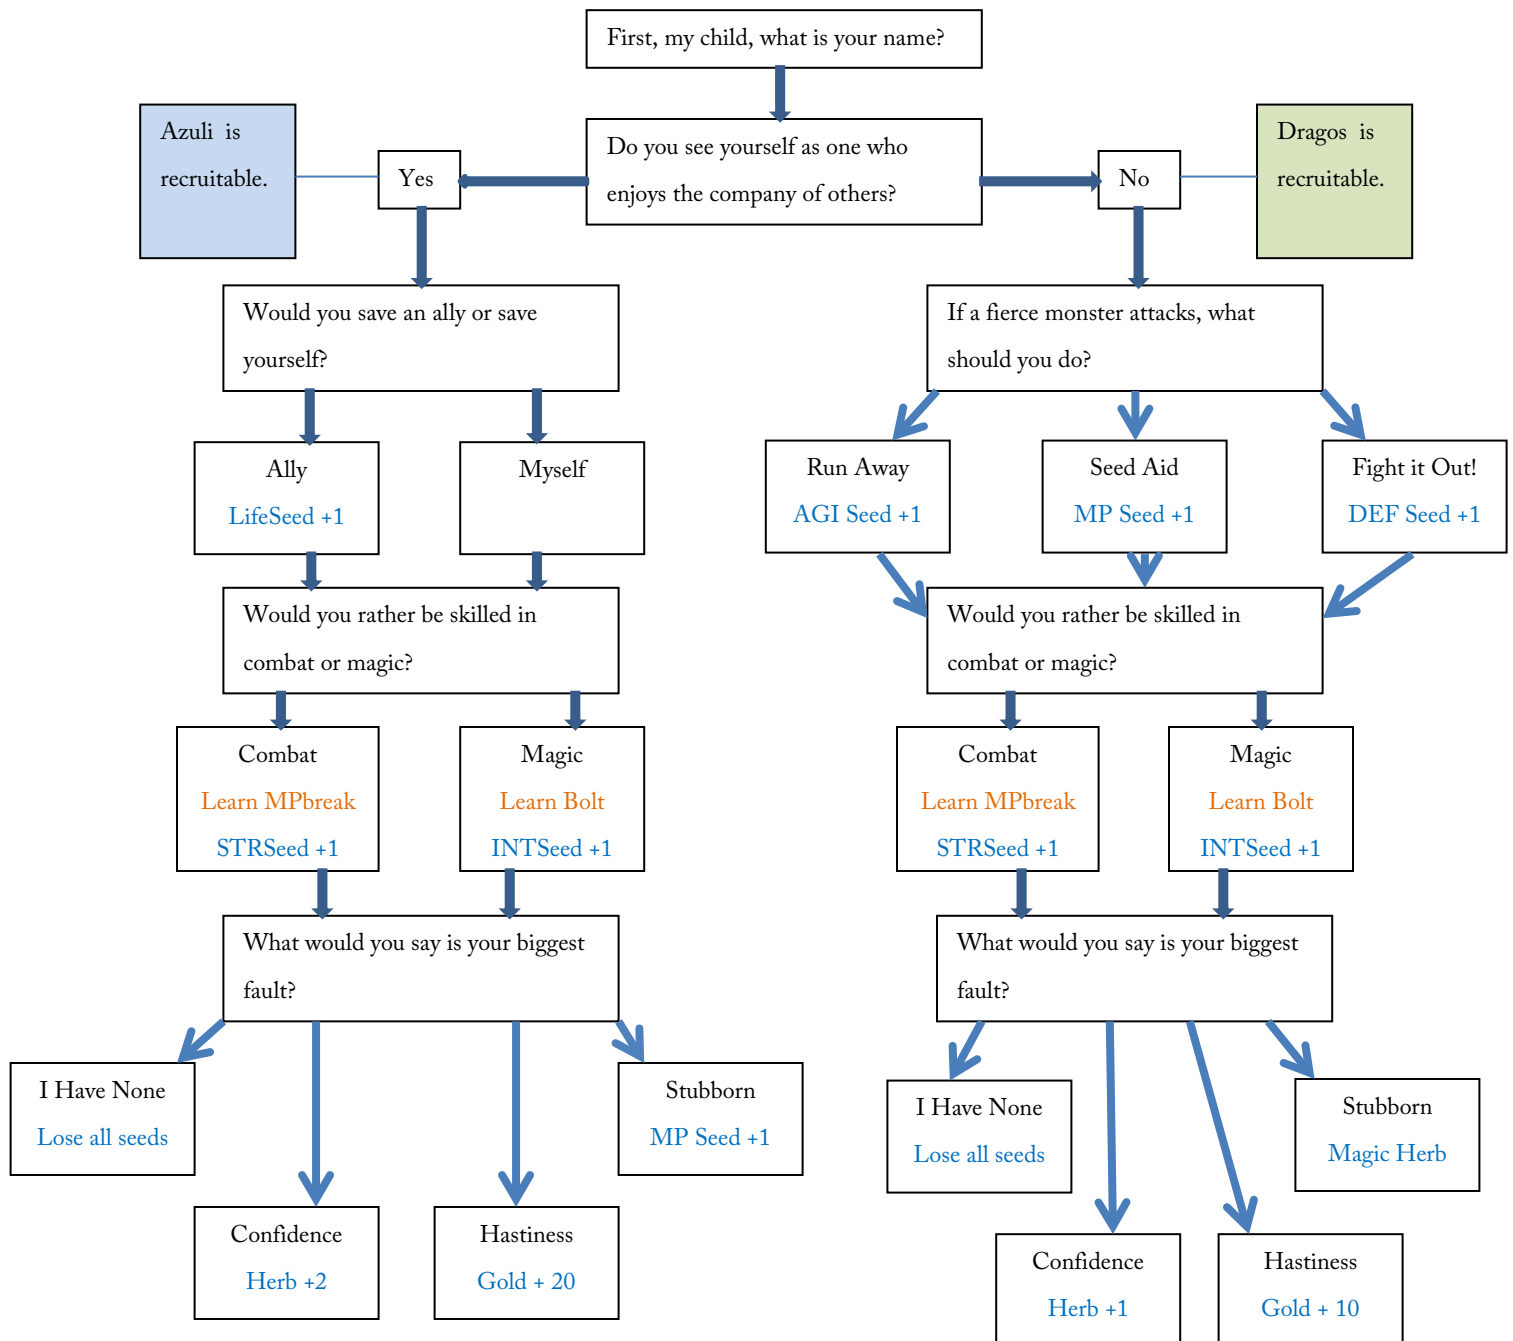 First, my child, what is your name?
Azuli is
recruitable.
Yes
Do you see yourself as one who
enjoys the company of others?
No
Dragos is
recruitable.
Would you save an ally or save
yourself?
If a fierce monster attacks, what
should you do?
Ally
LifeSeed +1
Myself
Run Away
AGI Seed +1
Seed Aid
MP Seed +1
Fight it Out!
DEF Seed +1
Would you rather be skilled in
combat or magic?
Would you rather be skilled in
combat or magic?
Combat
Learn MPbreak
STRSeed +1
Magic
Learn Bolt
INTSeed +1
Combat
Learn MPbreak
STRSeed +1
Magic
Learn Bolt
INTSeed +1
What would you say is your biggest
fault?
What would you say is your biggest
fault?
I Have None
Lose all seeds
Stubborn
MP Seed +1
I Have None
Lose all seeds
Stubborn
Magic Herb
Confidence
Herb +2
Hastiness
Gold + 20
Confidence
Herb +1
Hastiness
Gold + 10